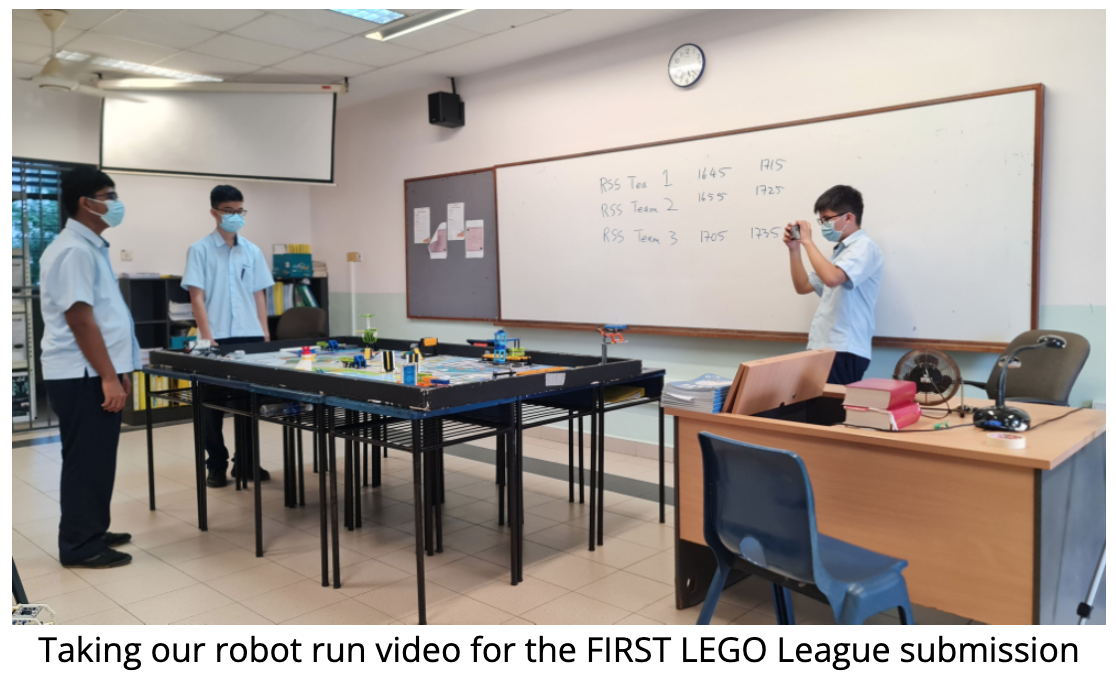 RSS Tea 1 1645 1715
RSS Team 2 1655 1725
RSS Team 3 1705 1735
Taking our robot run video for the FIRST LEGO League submission